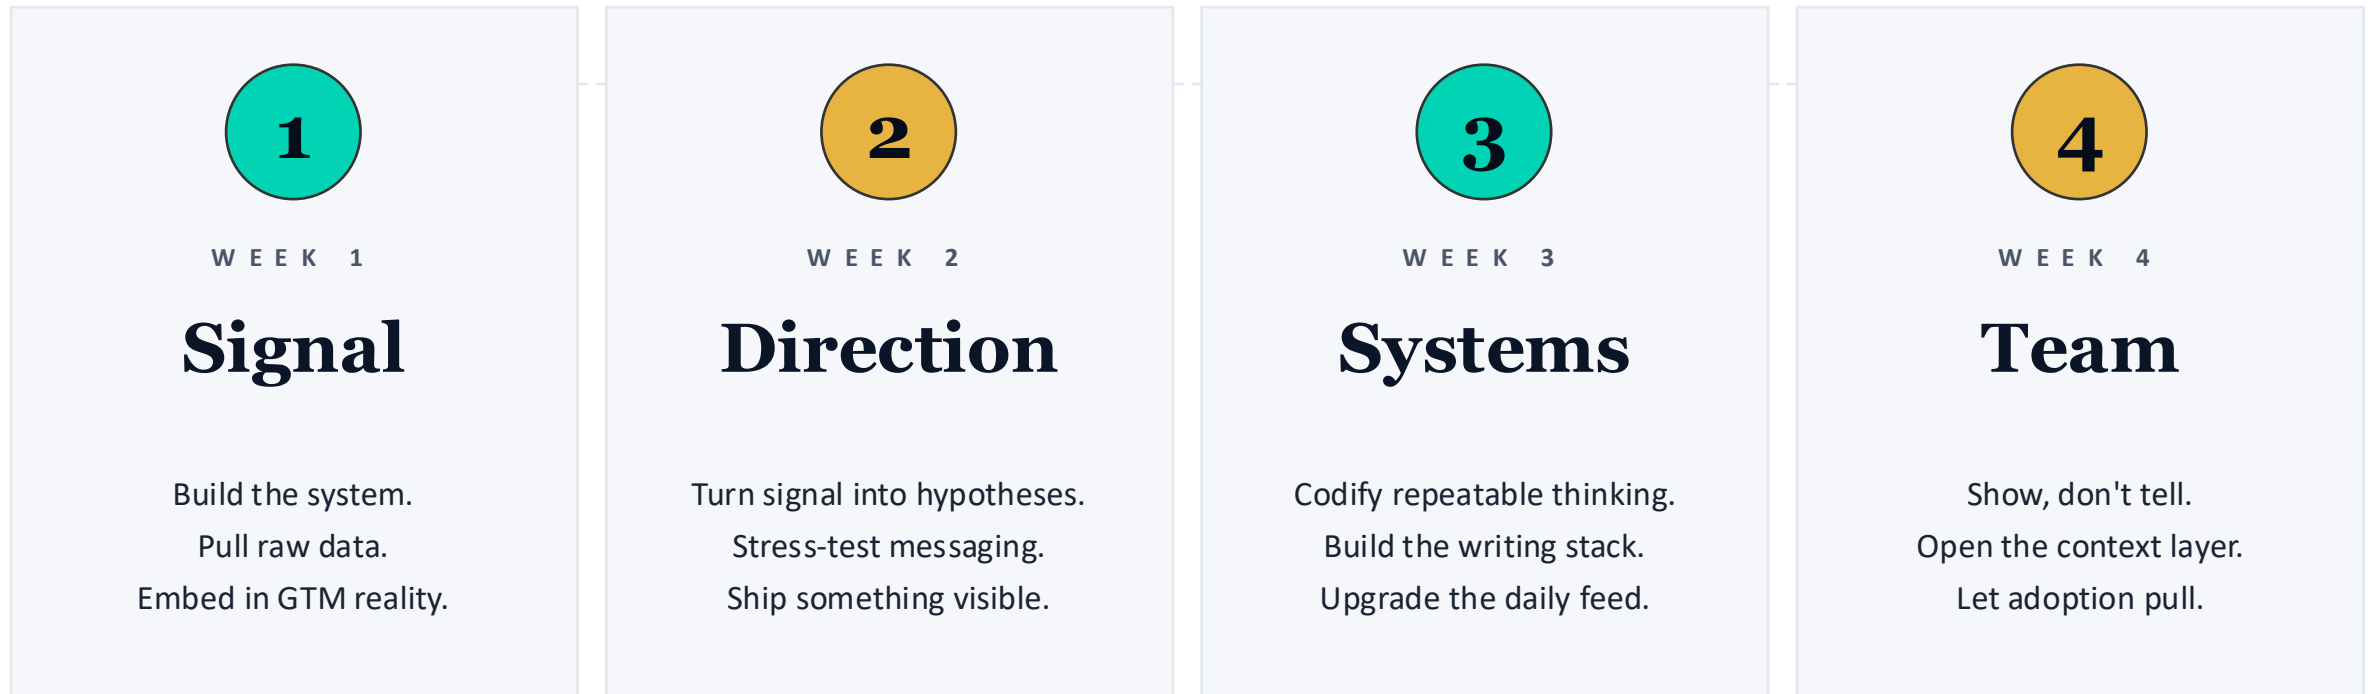 1
WEEK 1
Signal
Build the system.
Pull raw data.
Embed in GTM reality.
2
WEEK 2
Direction
Turn signal into hypotheses.
Stress-test messaging.
Ship something visible.
3
WEEK 3
Systems
Codify repeatable thinking.
Build the writing stack.
Upgrade the daily feed.
4
WEEK 4
Team
Show, don't tell.
Open the context layer.
Let adoption pull.